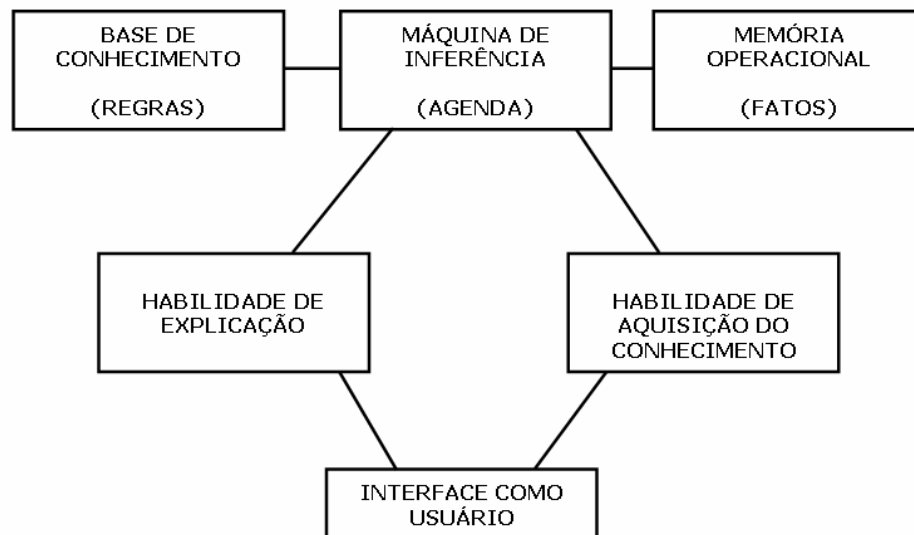 BASE DE
CONHECIMENTO
(REGRAS)
MÁQUINA DE
INFERÊNCIA
(AGENDA)
MEMÓRIA
OPERACIONAL
(FATOS)
HABILIDADE DE
EXPLICAÇÃO
HABILIDADE DE
AQUISIÇÃO DO
CONHECIMENTO
INTERFACE COMO
USUÁRIO